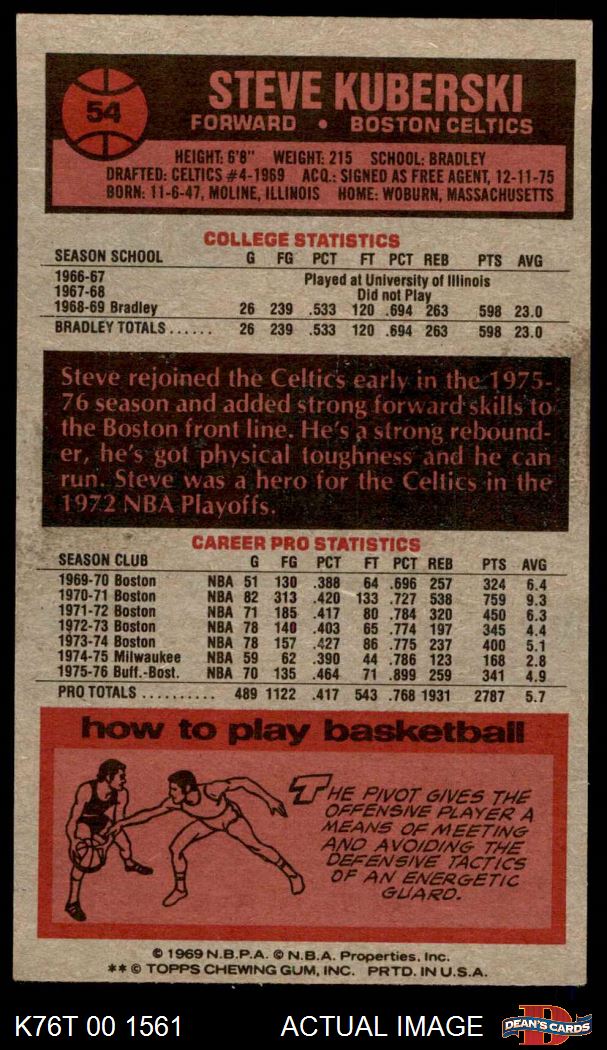 54
STEVE KUBERSKI
FORWARD • BOSTON CELTICS
HEIGHT: 6'8" WEIGHT: 215 SCHOOL: BRADLEY
DRAFTED: CELTICS #4-1969 ACQ.: SIGNED AS FREE AGENT, 12-11-75
BORN: 11-6-47, MOLINE, ILLINOIS HOME: WOBURN, MASSACHUSETTS
COLLEGE STATISTICS
SEASON SCHOOL G FG PCT FT PCT REB PTS AVG
1966-67 Played at University of Illinois
1967-68 Did not Play
1968-69 Bradley 26 239 .533 120 .694 263 598 23.0
BRADLEY TOTALS...... 26 239 .533 120 .694 263 598 23.0
Steve rejoined the Celtics early in the 1975-
76 season and added strong forward skills to
the Boston front line. He's a strong rebound-
er, he's got physical toughness and he can
run. Steve was a hero for the Celtics in the
1972 NBA Playoffs.
CAREER PRO STATISTICS
SEASON CLUB G FG PCT FT PCT REB PTS AVG
1969-70 Boston NBA 51 130 .388 64 .696 257 324 6.4
1970-71 Boston NBA 82 313 .420 133 .727 538 759 9.3
1971-72 Boston NBA 71 185 .417 80 .784 320 450 6.3
1972-73 Boston NBA 78 140 .403 65 .774 197 345 4.4
1973-74 Boston NBA 78 157 .427 86 .775 237 400 5.1
1974-75 Milwaukee NBA 59 62 .390 44 .786 123 168 2.8
1975-76 Buff.-Bost. NBA 70 135 .464 71 .899 259 341 4.9
PRO TOTALS .......... 489 1122 .417 543 .768 1931 2787 5.7
how to play basketball
THE PIVOT GIVES THE
OFFENSIVE PLAYER A
MEANS OF MEETING
AND AVOIDING THE
DEFENSIVE TACTICS
OF AN ENERGETIC
GUARD.
© 1969 N.B.P.A. © N.B.A. Properties, Inc.
** © TOPPS CHEWING GUM, INC. PRTD. IN U.S.A.
K76T 00 1561 ACTUAL IMAGE DEAN'S CARDS